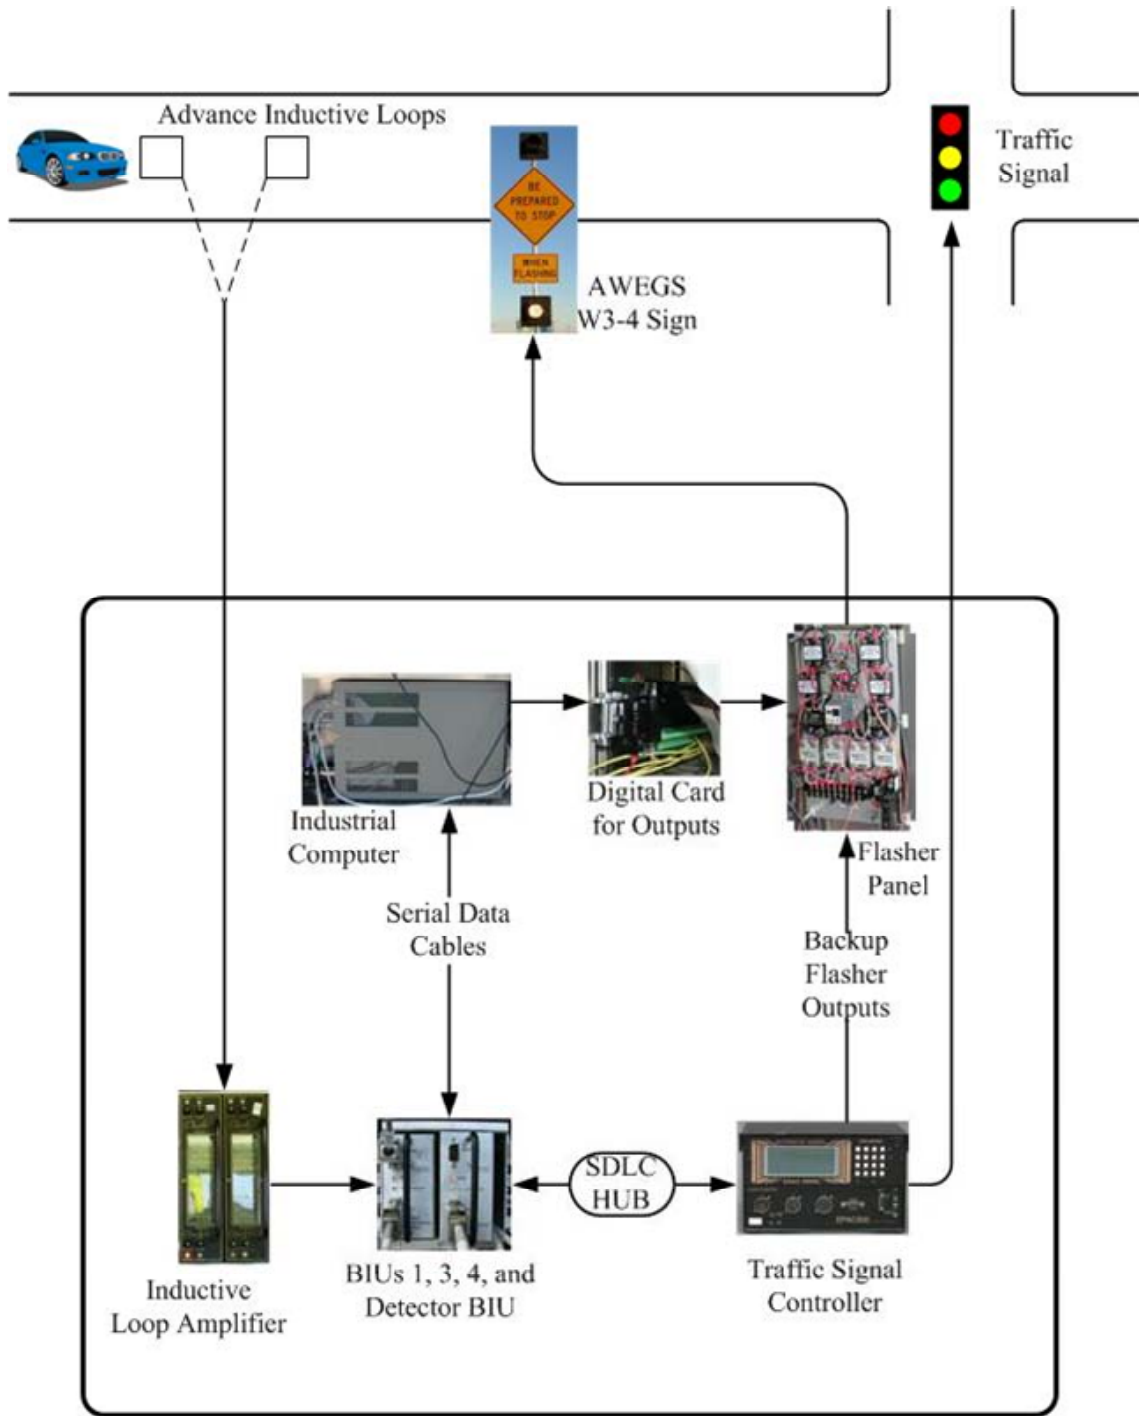 Advance Inductive Loops
Traffic
Signal
BE
PREPARED
TO STOP
WHEN
FLASHING
AWEGS
W3-4 Sign
Industrial
Computer
Digital Card
for Outputs
Flasher
Panel
Serial Data
Cables
Backup
Flasher
Outputs
SDLC
HUB
Inductive
Loop Amplifier
BIUs 1, 3, 4, and
Detector BIU
Traffic Signal
Controller